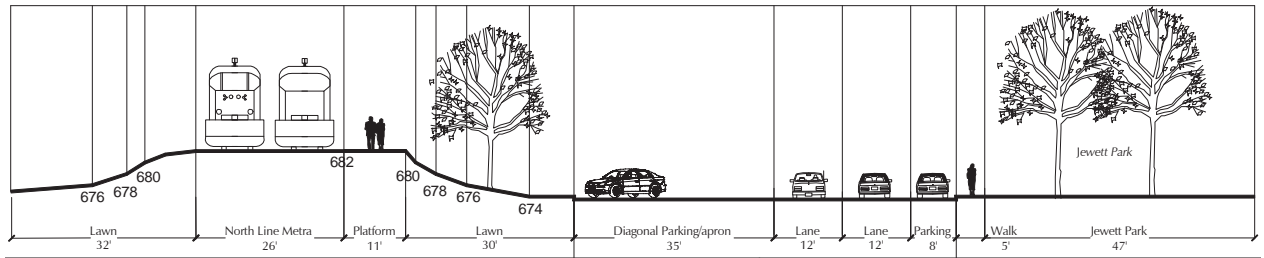 Jewett Park
682
680
680
676
678
678
676
674
Lawn
32'
North Line Metra
26'
Platform
11'
Lawn
30'
Diagonal Parking/apron
35'
Lane
12'
Lane
12'
Parking
8'
Walk
5'
Jewett Park
47'